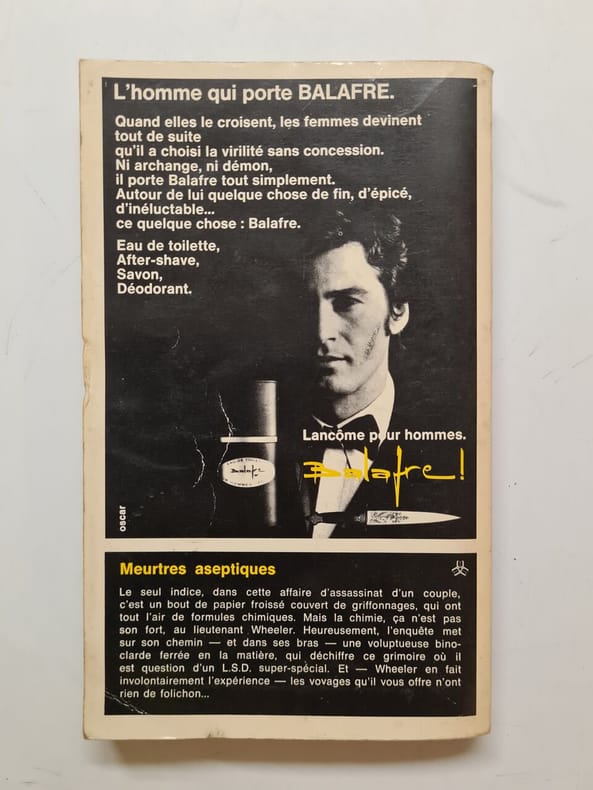 L'homme qui porte BALAFRE.
Quand elles le croisent, les femmes devinent
tout de suite
qu'il a choisi la virilité sans concession.
Ni archange, ni démon,
il porte Balafre tout simplement.
Autour de lui quelque chose de fin, d'épicé,
d'inéluctable...
ce quelque chose : Balafre.
Eau de toilette,
After-shave,
Savon,
Déodorant.
Lancôme pour hommes.
Balafre!
Balafre
oscar
Meurtres aseptiques
Le seul indice, dans cette affaire d'assassinat d'un couple,
c'est un bout de papier froissé couvert de griffonnages, qui ont
tout l'air de formules chimiques. Mais la chimie, ça n'est pas
son fort, au lieutenant Wheeler. Heureusement, l'enquête met
sur son chemin — et dans ses bras — une voluptueuse bino-
clarde ferrée en la matière, qui déchiffre ce grimoire où il
est question d'un L.S.D. super-spécial. Et — Wheeler en fait
involontairement l'expérience — les voyages qu'il vous offre n'ont
rien de folichon...